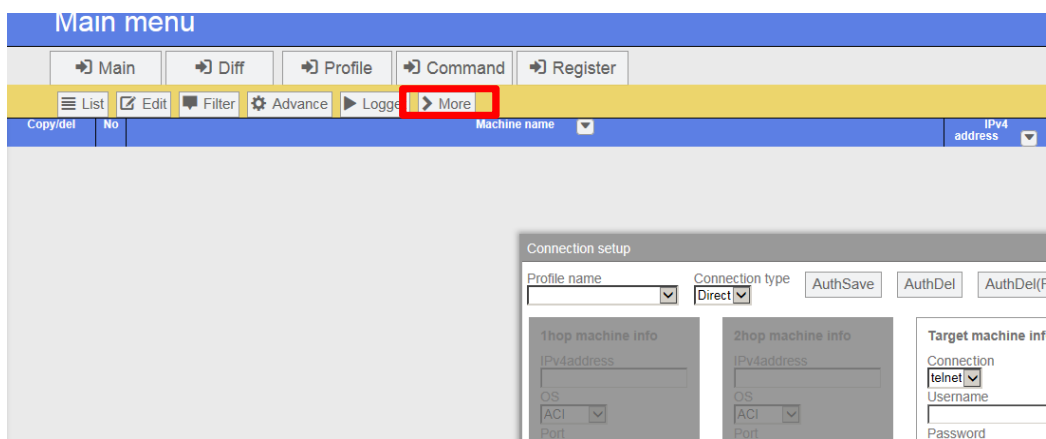 Main menu
Main Diff Profile Command Register
List Edit Filter Advance Logge More
Copy/del No Machine name IPv4 address
Connection setup
Profile name Connection type AuthSave AuthDel AuthDel(F
Direct
1hop machine info 2hop machine info Target machine inf
IPv4address IPv4address Connection
telnet
OS OS Username
ACI ACI
Port Port Password